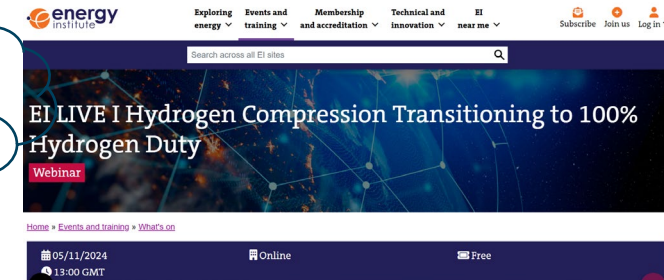 energy
institute
Exploring
energy
Events and
training
Membership
and accreditation
Technical and
innovation
EI
near me
Subscribe
Join us
Log in
Search across all EI sites
EI LIVE I Hydrogen Compression Transitioning to 100%
Hydrogen Duty
Webinar
Home » Events and training » What's on
05/11/2024
Online
Free
13:00 GMT